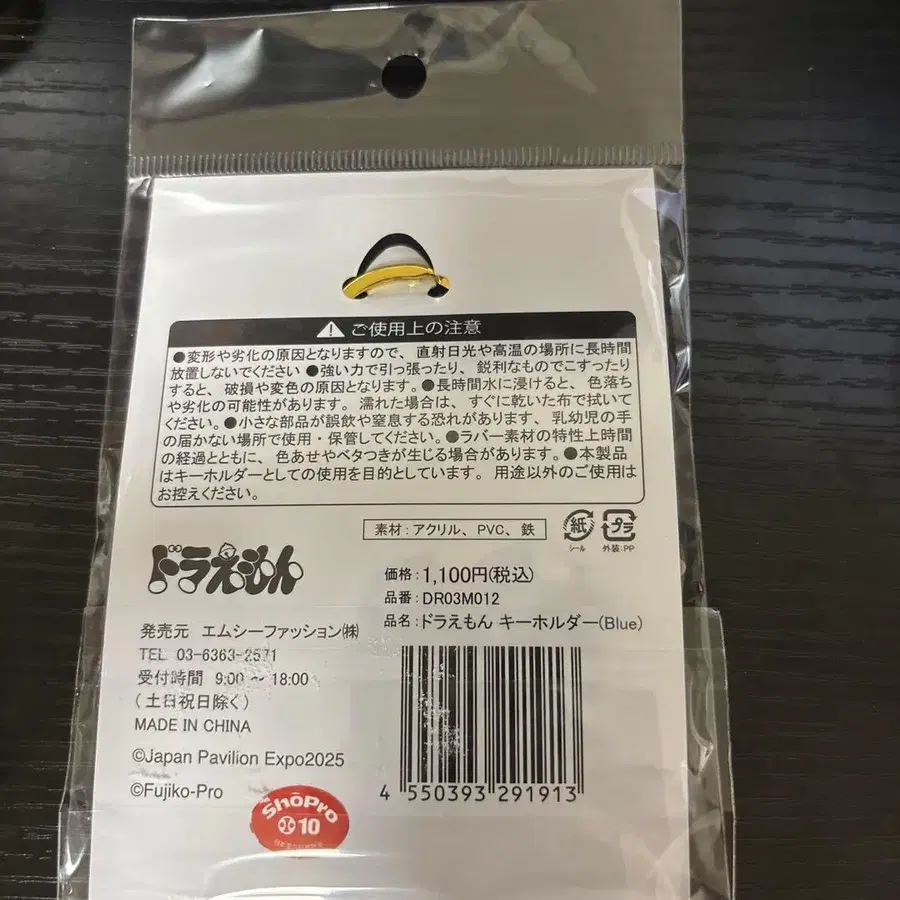 ご使用上の注意
●変形や劣化の原因となりますので、直射日光や高温の場所に長時間
放置しないでください●強い力で引っ張ったり、鋭利なものでこすったり
すると、破損や変色の原因となります。●長時間水に浸けると、色落ち
や劣化の可能性があります。濡れた場合は、すぐに乾いた布で拭いて
ください。●小さな部品が誤飲や窒息する恐れがあります、乳幼児の手
の届かない場所で使用・保管してください。●ラバー素材の特性上時間
の経過とともに、色あせやベタつきが生じる場合があります。●本製品
はキーホルダーとしての使用を目的としています。用途以外のご使用は
お控えください。
素材:アクリル、PVC、鉄
紙
シール
プラ
外装:PP
ドラえもん
価格:1,100円(税込)
品番:DR03M012
品名:ドラえもん キーホルダー(Blue)
発売元 エムシーファッション㈱
TEL 03-6363-2571
受付時間 9:00～18:00
(土日祝日除く)
MADE IN CHINA
©Japan Pavilion Expo2025
©Fujiko-Pro
4 550393 291913
ShoPro
10